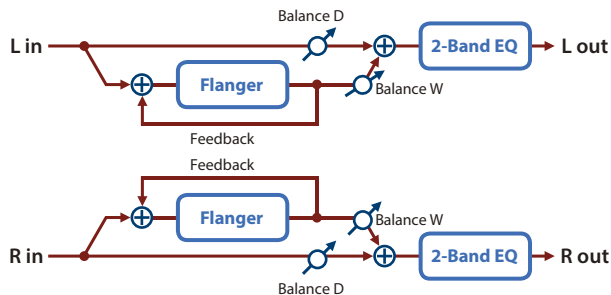 Balance D
L in
2-Band EQ
L out
Flanger
Balance W
Feedback
Feedback
Flanger
Balance W
R in
2-Band EQ
R out
Balance D